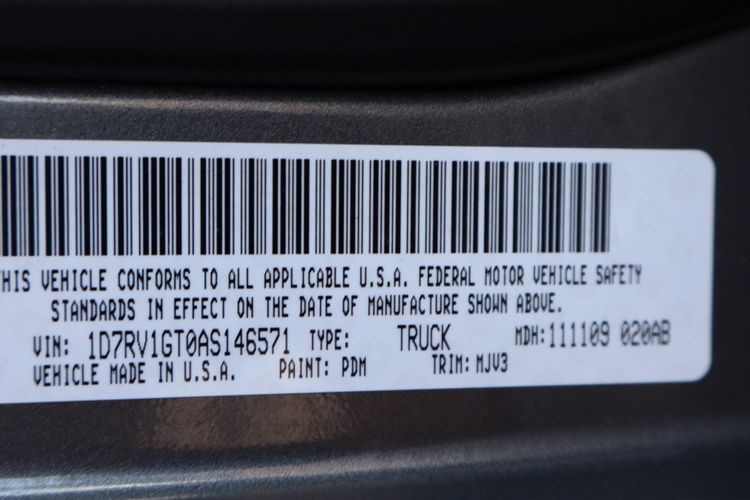 THIS VEHICLE CONFORMS TO ALL APPLICABLE U.S.A. FEDERAL MOTOR VEHICLE SAFETY
STANDARDS IN EFFECT ON THE DATE OF MANUFACTURE SHOWN ABOVE.
VIN: 1D7RV1GT0AS146571 TYPE: TRUCK MDH:111109 020AB
VEHICLE MADE IN U.S.A. PAINT: PDM TRIM: MJV3